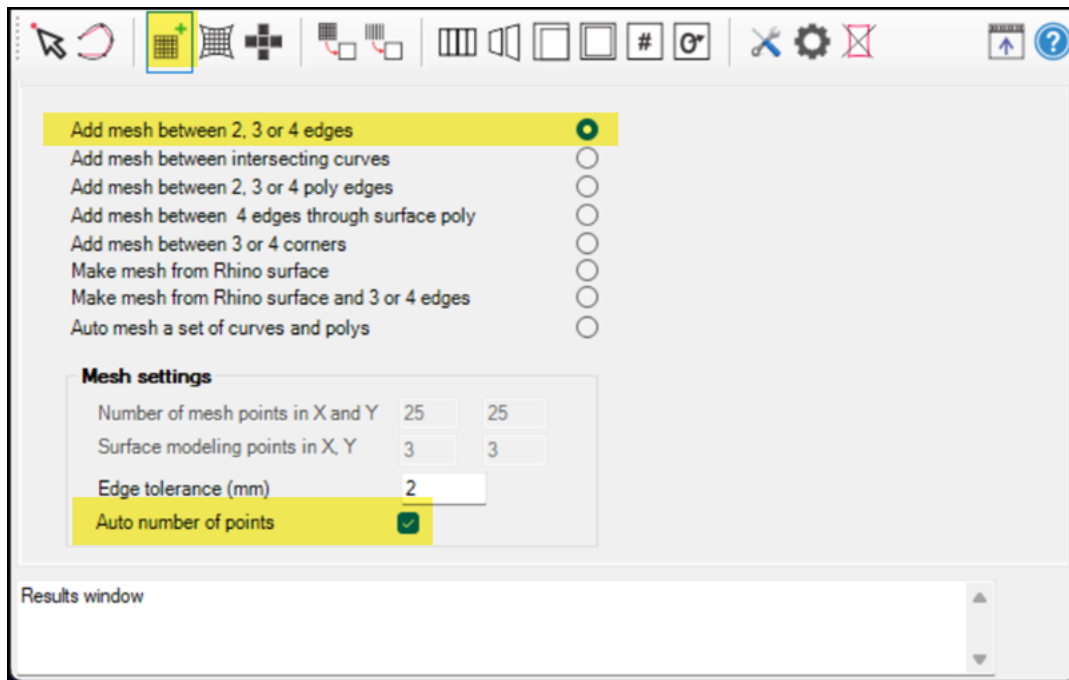 #
?
Add mesh between 2, 3 or 4 edges
Add mesh between intersecting curves
Add mesh between 2, 3 or 4 poly edges
Add mesh between  4 edges through surface poly
Add mesh between 3 or 4 corners
Make mesh from Rhino surface
Make mesh from Rhino surface and 3 or 4 edges
Auto mesh a set of curves and polys
Mesh settings
Number of mesh points in X and Y 25 25
Surface modeling points in X, Y 3 3
Edge tolerance (mm) 2
Auto number of points
Results window